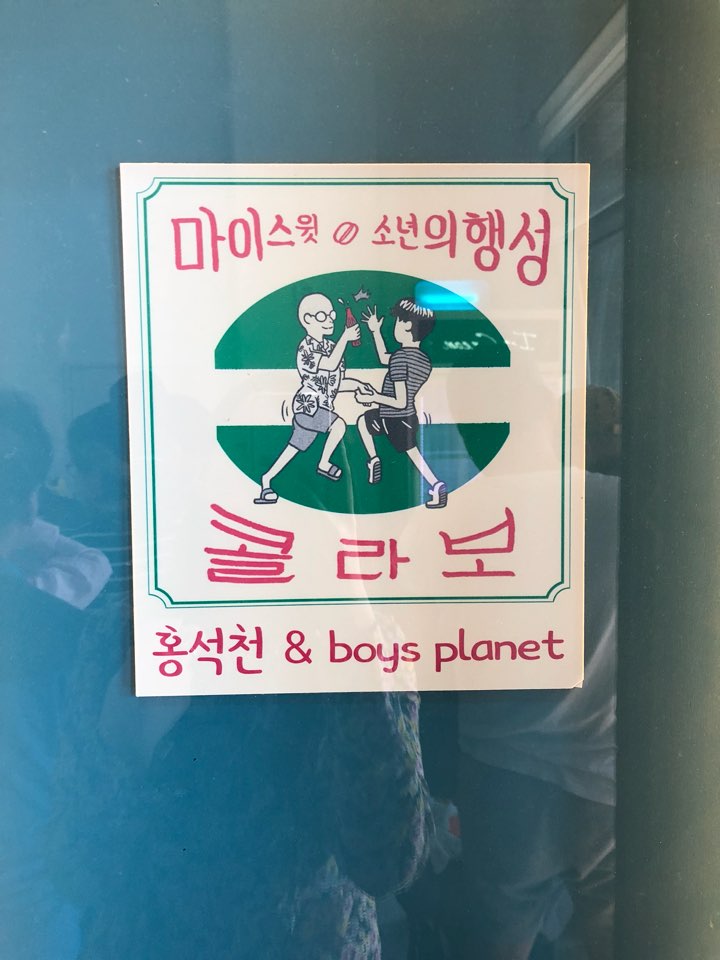 마이스윗 소년의행성
콜라보
홍석천 & boys planet